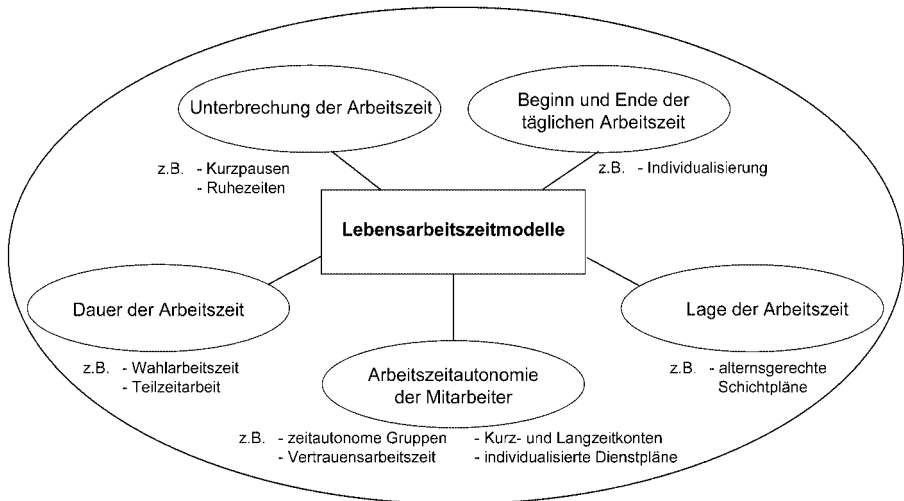 Unterbrechung der Arbeitszeit
z.B. - Kurzpausen
- Ruhezeiten
Beginn und Ende der
täglichen Arbeitszeit
z.B. - Individualisierung
Lebensarbeitszeitmodelle
Dauer der Arbeitszeit
z.B. - Wahlarbeitszeit
- Teilzeitarbeit
Arbeitszeitautonomie
der Mitarbeiter
z.B. - zeitautonome Gruppen - Kurz- und Langzeitkonten
- Vertrauensarbeitszeit - individualisierte Dienstpläne
Lage der Arbeitszeit
z.B. - alternsgerechte
Schichtpläne